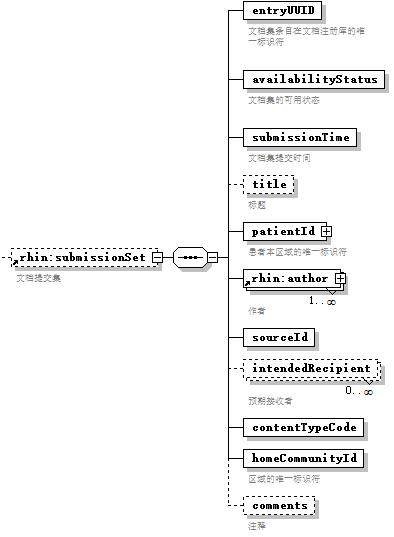 entryUUID
文档集条目在文档注册库的唯
一标识符
availabilityStatus
文档集的可用状态
submissionTime
文档集提交时间
title
标题
patientId
患者本区域的唯一标识符
rhin:submissionSet
文档提交集
rhin:author
1..∞
作者
sourceId
intendedRecipient
0..∞
预期接收者
contentTypeCode
homeCommunityId
区域的唯一标识符
comments
注释